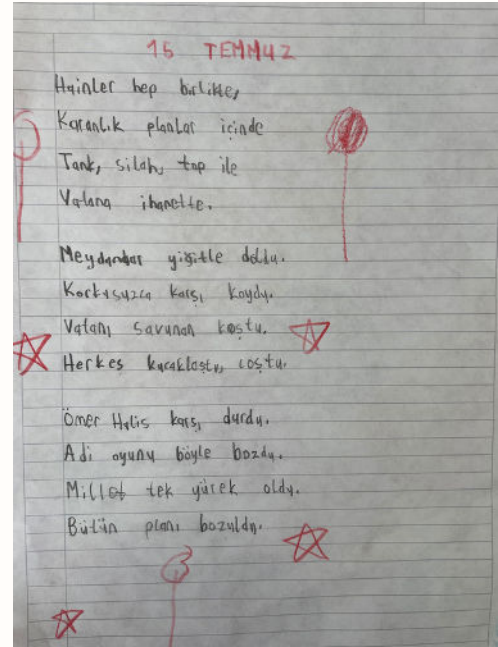 15 TEMMUZ
Hainler hep birlikte,
Karanlık planlar içinde
Tank, silah, top ile
Vatana ihanette.
Meydanlar yiğitle doldu.
Korkusuzca karşı koydu.
Vatanı savunan koştu.
Herkes kucaklaştı, coştu.
Ömer Halis karşı durdu.
Adi oyunu böyle bozdu.
Millet tek yürek oldu.
Bütün planı bozuldu.